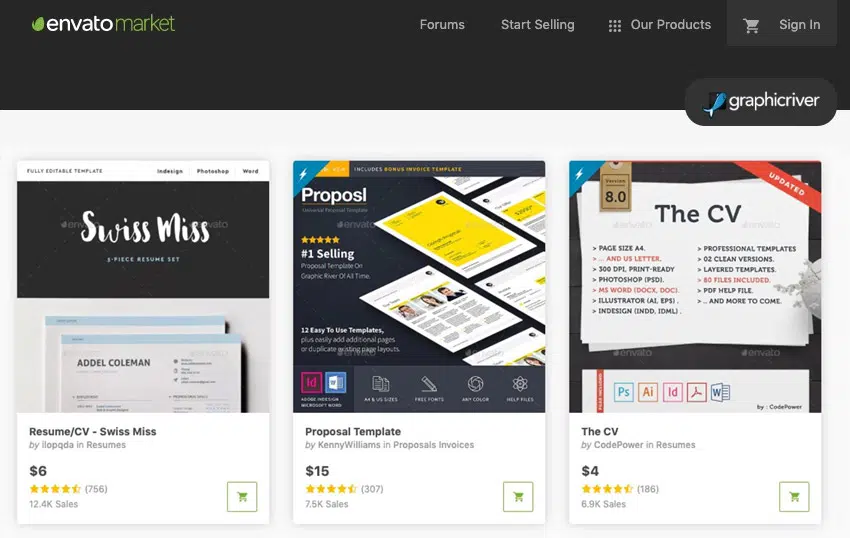 envato market
Forums
Start Selling
Our Products
Sign In
graphicriver
FULLY EDITABLE TEMPLATE
Indesign
Photoshop
Word
Swiss Miss
3-PIECE RESUME SET
ADDEL COLEMAN
Resume/CV - Swiss Miss
by ilopqda in Resumes
$6
(756)
12.4K Sales
INCLUDES BONUS INVOICE TEMPLATE
Proposl
Universal Proposal Template
#1 Selling
Proposal Template On
Graphic River Of All Time.
12 Easy To Use Templates,
plus easily add additional pages
or duplicate existing page layouts.
Id
W
ADOBE INDESIGN
MICROSOFT WORD
A4 & US SIZES
FREE FONTS
ANY COLOR
HELP FILES
Proposal Template
by KennyWilliams in Proposals Invoices
$15
(307)
7.5K Sales
Version
8.0
UPDATED
The CV
> PAGE SIZE A4.
> ... AND US LETTER.
> 300 DPI, PRINT-READY
> PHOTOSHOP (PSD).
> MS WORD (DOCX, DOC).
> ILLUSTRATOR (AI, EPS) .
> INDESIGN (INDD, IDML) .
> PROFESSIONAL TEMPLATES
> 02 CLEAN VERSIONS.
> LAYERED TEMPLATES.
> 80 FILES INCLUDED.
> PDF HELP FILE.
> .. AND MORE TO COME.
Ps
Ai
Id
W
by : CodePower
The CV
by CodePower in Resumes
$4
(186)
6.9K Sales